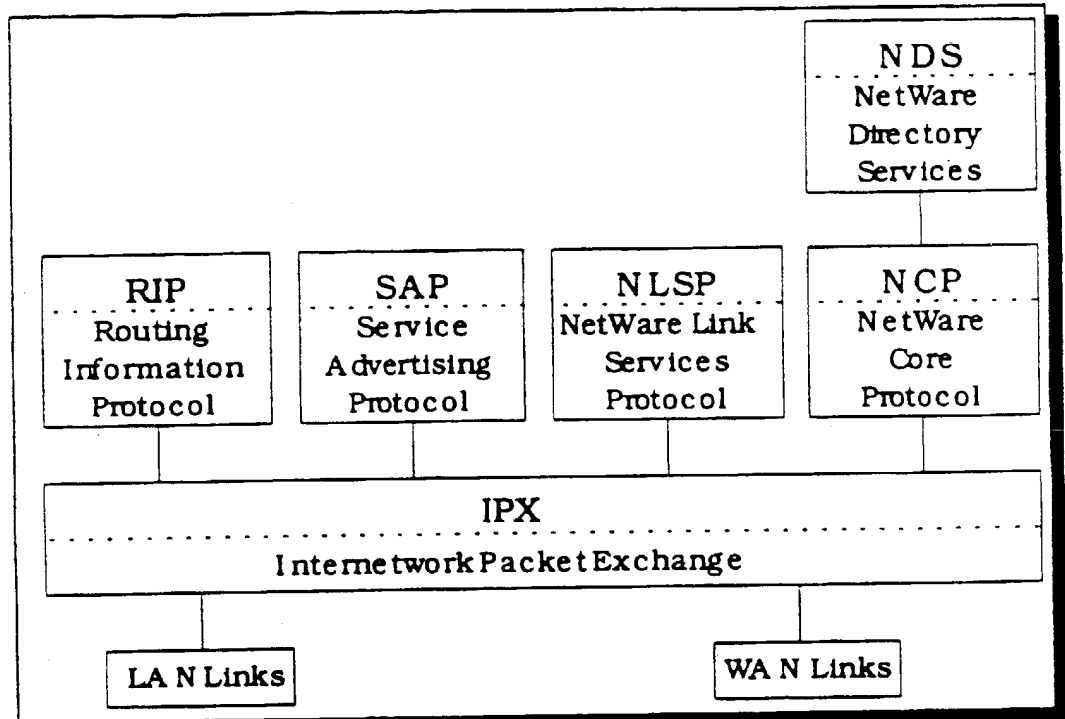 NDS
NetWare
Directory
Services
RIP
Routing
Information
Protocol
SAP
Service
Advertising
Protocol
NLSP
NetWare Link
Services
Protocol
NCP
NetWare
Core
Protocol
IPX
Internetwork Packet Exchange
LAN Links
WAN Links